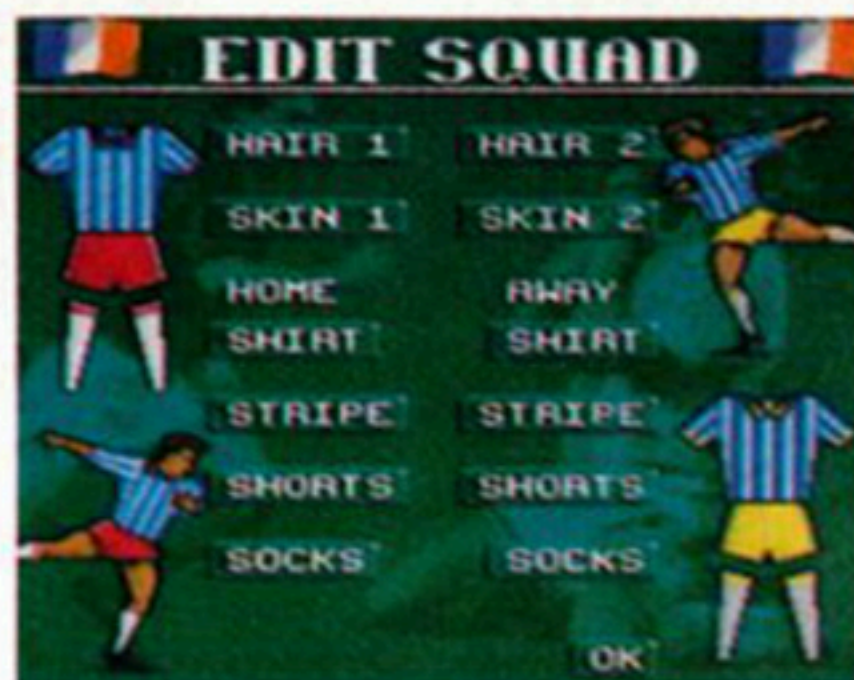 EDIT SQUAD
HAIR 1 HAIR 2
SKIN 1 SKIN 2
HOME AWAY
SHIRT SHIRT
STRIPE STRIPE
SHORTS SHORTS
SOCKS SOCKS
OK